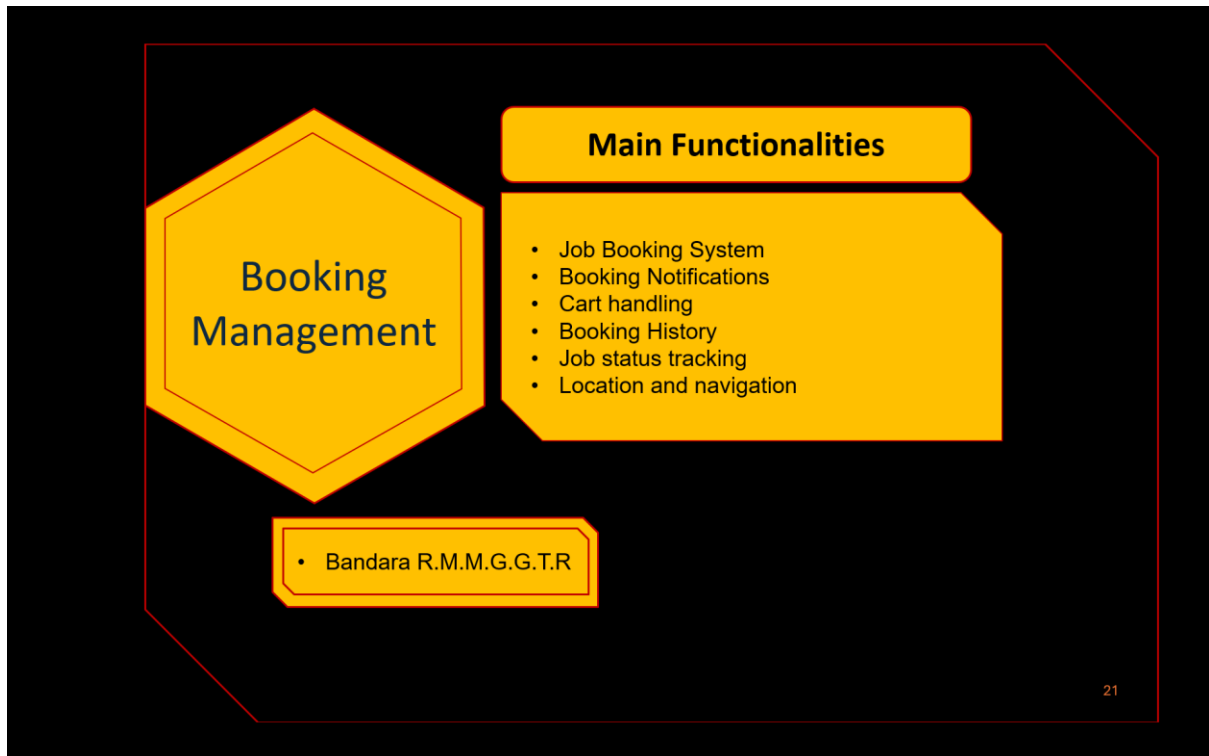 Main Functionalities
Booking
Management
• Job Booking System
• Booking Notifications
• Cart handling
• Booking History
• Job status tracking
• Location and navigation
• Bandara R.M.M.G.G.T.R
21